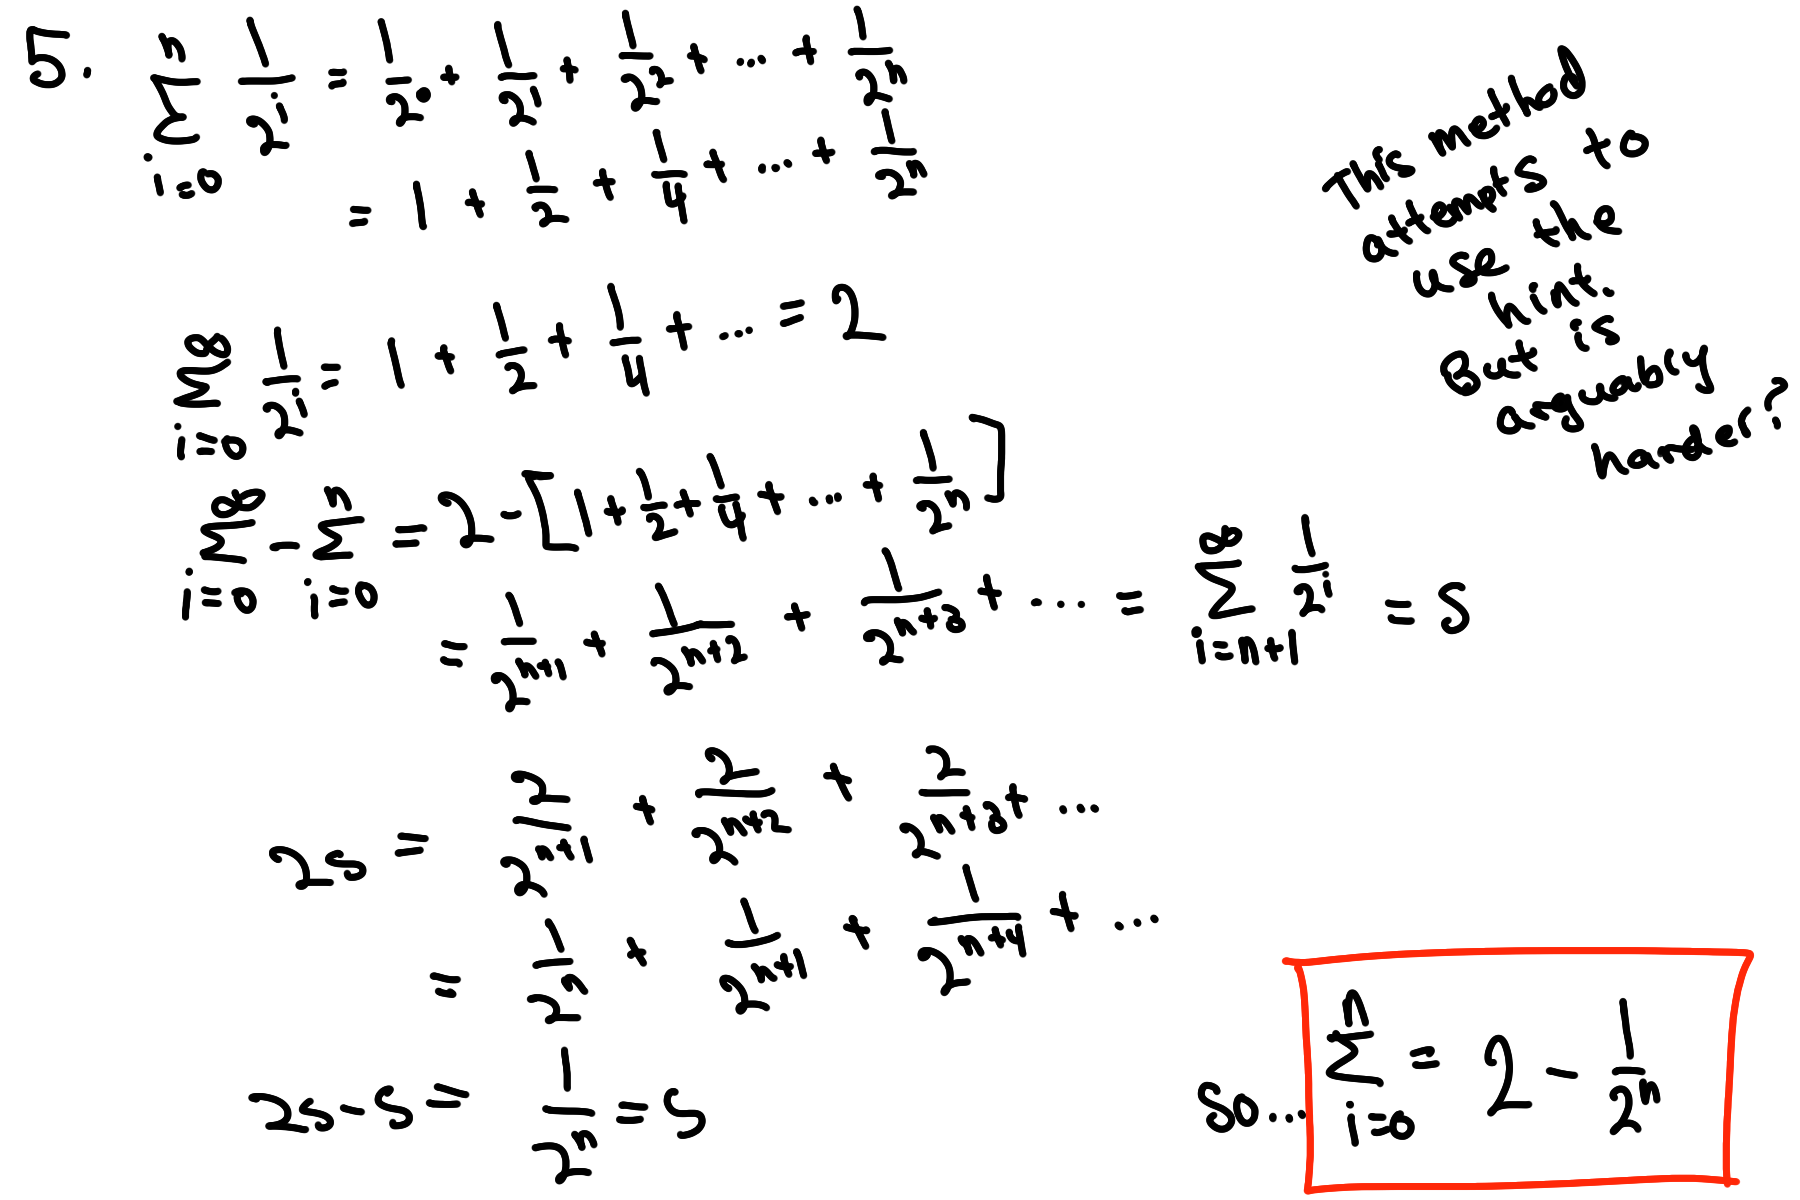 5. $\sum_{i=0}^{n} \frac{1}{2^i} = \frac{1}{2^0} + \frac{1}{2^1} + \frac{1}{2^2} + \dots + \frac{1}{2^n}$
$= 1 + \frac{1}{2} + \frac{1}{4} + \dots + \frac{1}{2^n}$
This method
attempts to
use the
hint.
But is
arguably
harder?
$\sum_{i=0}^{\infty} \frac{1}{2^i} = 1 + \frac{1}{2} + \frac{1}{4} + \dots = 2$
$\sum_{i=0}^{\infty} - \sum_{i=0}^{n} = 2 - \left[ 1 + \frac{1}{2} + \frac{1}{4} + \dots + \frac{1}{2^n} \right]$
$= \frac{1}{2^{n+1}} + \frac{1}{2^{n+2}} + \frac{1}{2^{n+3}} + \dots = \sum_{i=n+1}^{\infty} \frac{1}{2^i} = S$
$2S = \frac{2}{2^{n+1}} + \frac{2}{2^{n+2}} + \frac{2}{2^{n+3}} + \dots$
$= \frac{1}{2^n} + \frac{1}{2^{n+1}} + \frac{1}{2^{n+4}} + \dots$
$2S - S = \frac{1}{2^n} = S$
So... $\sum_{i=0}^{n} = 2 - \frac{1}{2^n}$